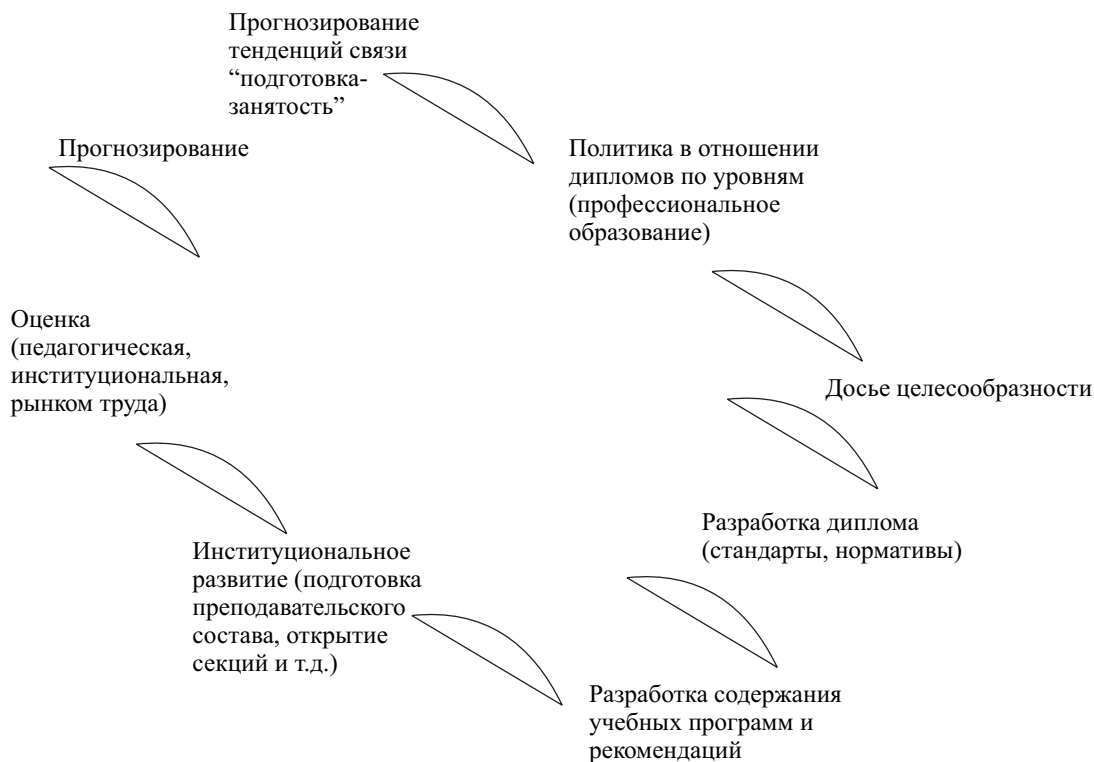 Прогнозирование
тенденций связи
“подготовка-
занятость”
Прогнозирование
Политика в отношении
дипломов по уровням
(профессиональное
образование)
Оценка
(педагогическая,
институциональная,
рынком труда)
Досье целесообразности
Разработка диплома
(стандарты, нормативы)
Институциональное
развитие (подготовка
преподавательского
состава, открытие
секций и т.д.)
Разработка содержания
учебных программ и
рекомендаций